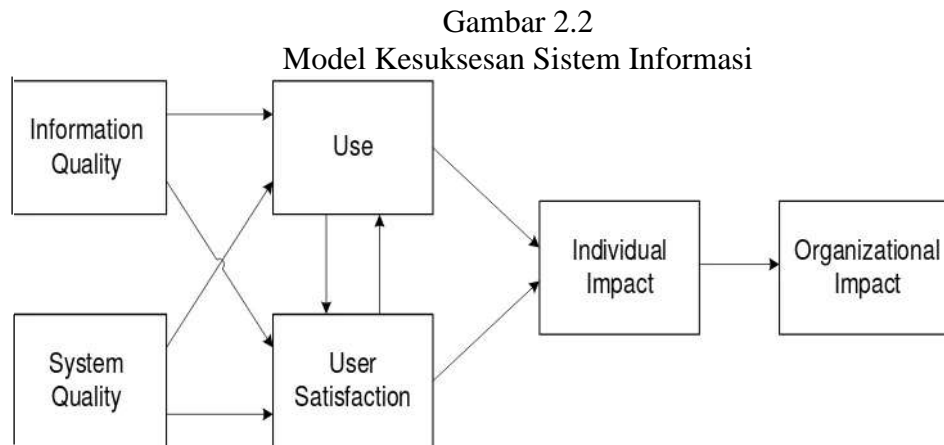 Gambar 2.2
Model Kesuksesan Sistem Informasi
Information
Quality
Use
Individual
Impact
Organizational
Impact
System
Quality
User
Satisfaction